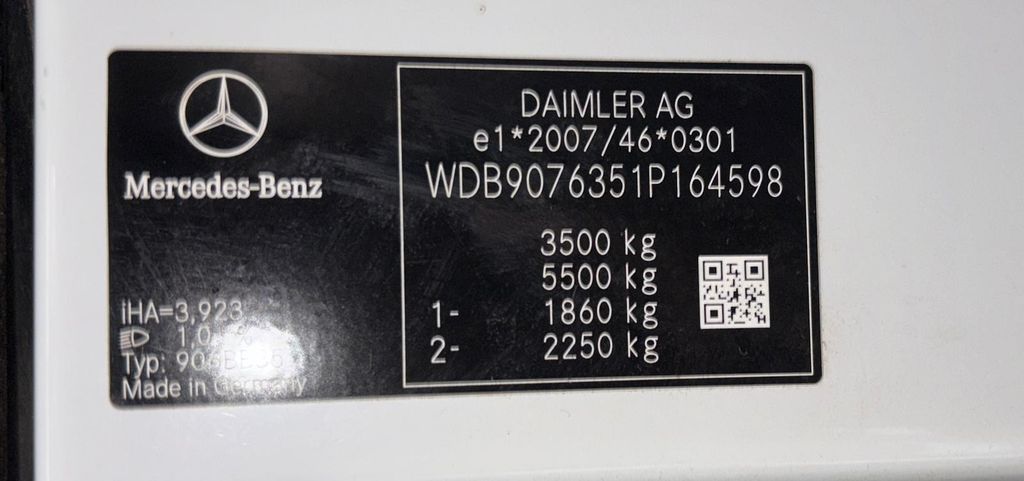 Mercedes-Benz
DAIMLER AG
e1*2007/46*0301
WDB9076351P164598
3500 kg
5500 kg
1- 1860 kg
2- 2250 kg
iHA=3,923
Typ:
Made in Germany